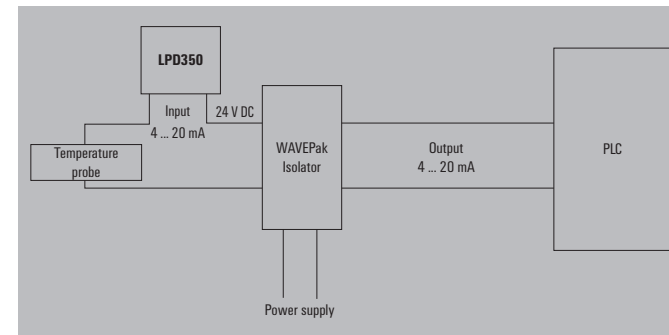 LPD350
Input
4 ... 20 mA
24 V DC
Temperature
probe
WAVEPak
Isolator
Output
4 ... 20 mA
PLC
Power supply